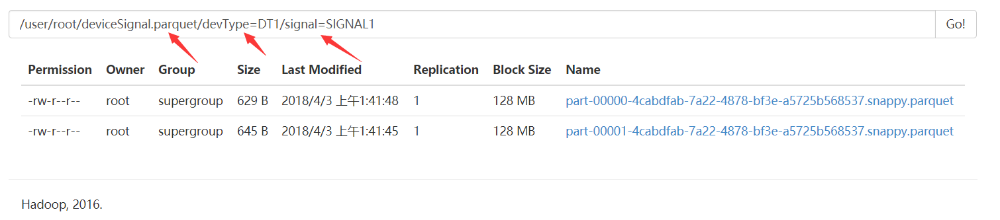 /user/root/deviceSignal.parquet/devType=DT1/signal=SIGNAL1 Go!
Permission Owner Group Size Last Modified Replication Block Size Name
-rw-r--r-- root supergroup 629 B 2018/4/3 上午1:41:48 1 128 MB part-00000-4cabdfab-7a22-4878-bf3e-a5725b568537.snappy.parquet
-rw-r--r-- root supergroup 645 B 2018/4/3 上午1:41:45 1 128 MB part-00001-4cabdfab-7a22-4878-bf3e-a5725b568537.snappy.parquet
Hadoop, 2016.